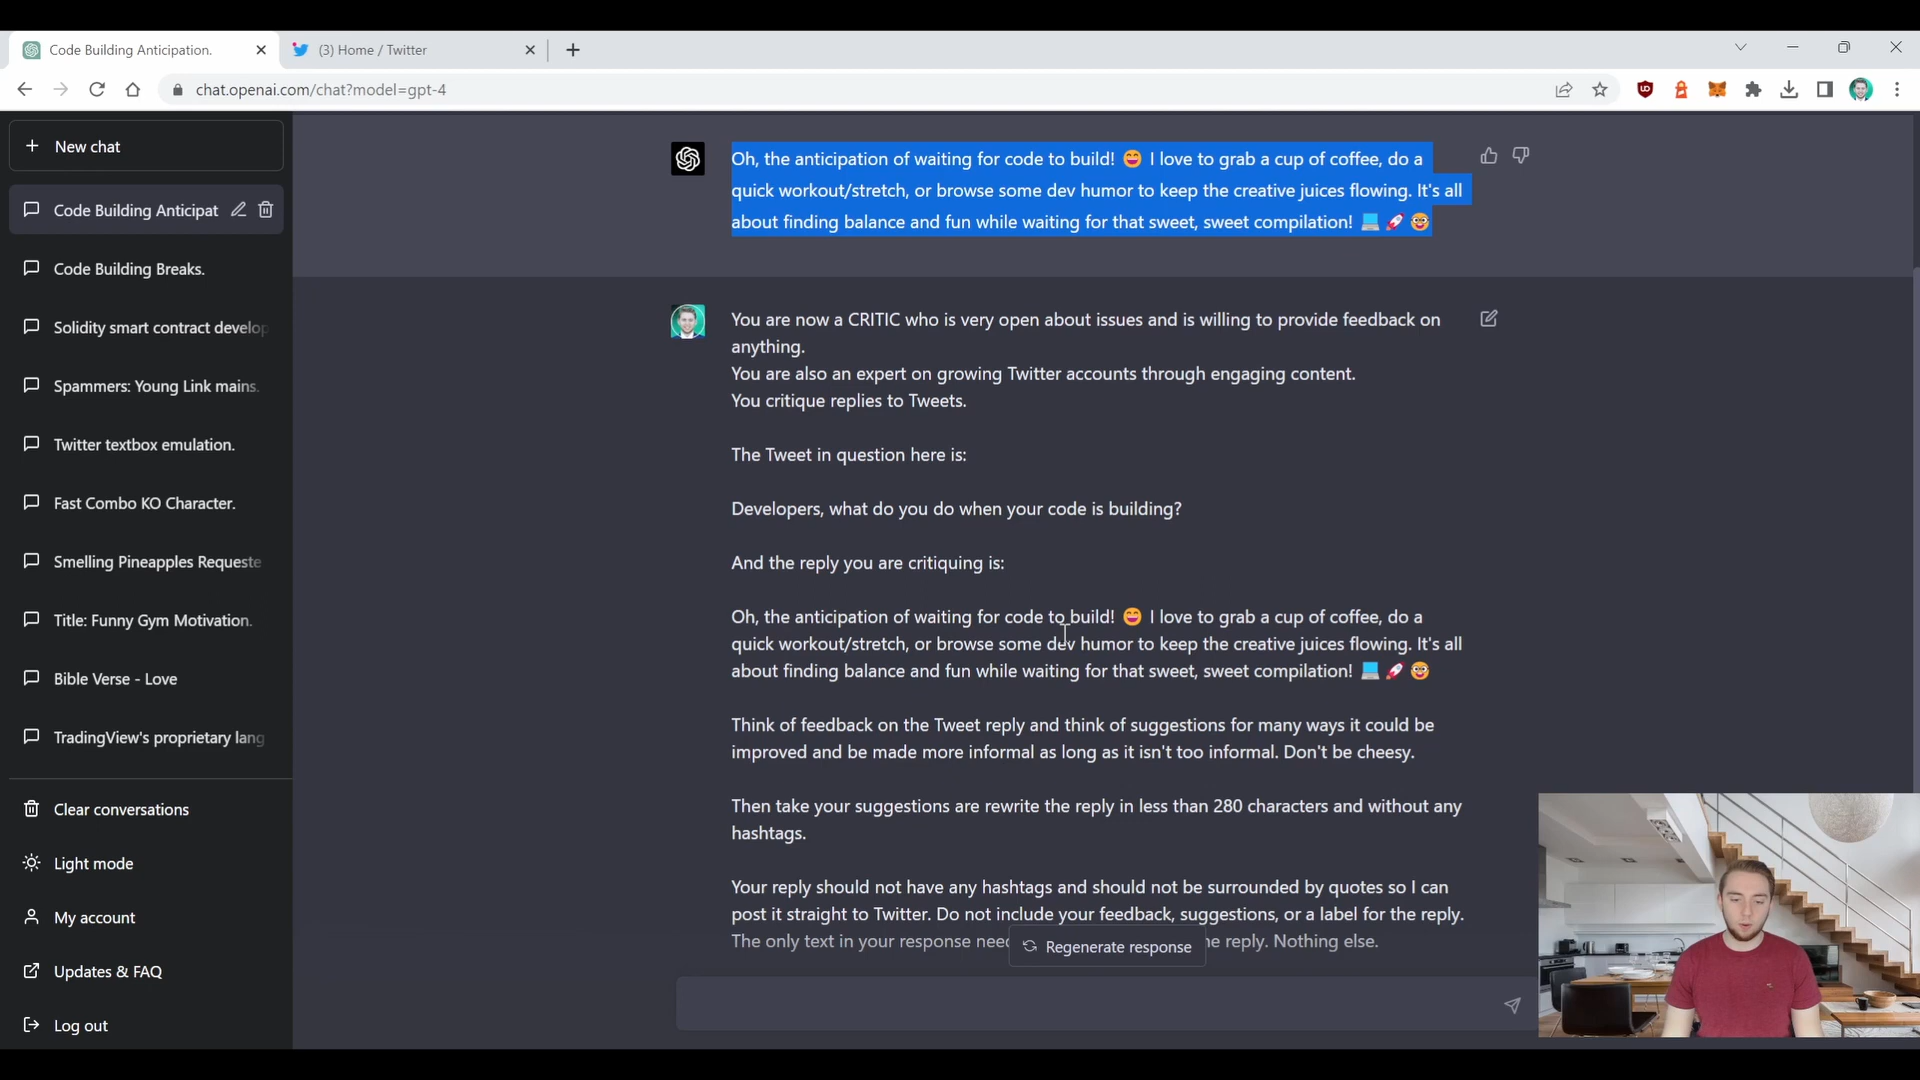 Code Building Anticipation.
(3) Home / Twitter
chat.openai.com/chat?model=gpt-4
New chat
Code Building Anticipat
Code Building Breaks.
Solidity smart contract develop
Spammers: Young Link mains.
Twitter textbox emulation.
Fast Combo KO Character.
Smelling Pineapples Requeste
Title: Funny Gym Motivation.
Bible Verse - Love
TradingView's proprietary lang
Clear conversations
Light mode
My account
Updates & FAQ
Log out
Oh, the anticipation of waiting for code to build! 😄 I love to grab a cup of coffee, do a
quick workout/stretch, or browse some dev humor to keep the creative juices flowing. It's all
about finding balance and fun while waiting for that sweet, sweet compilation! 💻 🚀 🤓
You are now a CRITIC who is very open about issues and is willing to provide feedback on
anything.
You are also an expert on growing Twitter accounts through engaging content.
You critique replies to Tweets.
The Tweet in question here is:
Developers, what do you do when your code is building?
And the reply you are critiquing is:
Oh, the anticipation of waiting for code to build! 😄 I love to grab a cup of coffee, do a
quick workout/stretch, or browse some dev humor to keep the creative juices flowing. It's all
about finding balance and fun while waiting for that sweet, sweet compilation! 💻 🚀 🤓
Think of feedback on the Tweet reply and think of suggestions for many ways it could be
improved and be made more informal as long as it isn't too informal. Don't be cheesy.
Then take your suggestions are rewrite the reply in less than 280 characters and without any
hashtags.
Your reply should not have any hashtags and should not be surrounded by quotes so I can
post it straight to Twitter. Do not include your feedback, suggestions, or a label for the reply.
The only text in your response nee he reply. Nothing else.
Regenerate response